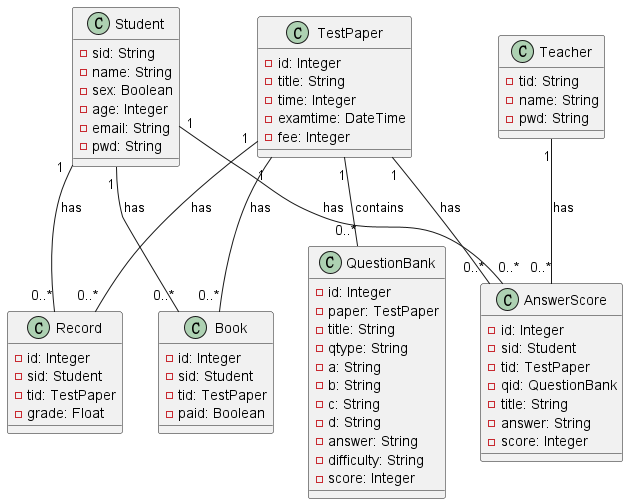 C Student
sid: String
name: String
sex: Boolean
age: Integer
email: String
pwd: String
C TestPaper
id: Integer
title: String
time: Integer
examtime: DateTime
fee: Integer
C Teacher
tid: String
name: String
pwd: String
1
1
1
1
1
1
1
1
has
has
has
has
has
contains
has
has
0..*
0..*
0..*
0..*
0..*
0..*
0..*
0..*
C Record
id: Integer
sid: Student
tid: TestPaper
grade: Float
C Book
id: Integer
sid: Student
tid: TestPaper
paid: Boolean
C QuestionBank
id: Integer
paper: TestPaper
title: String
qtype: String
a: String
b: String
c: String
d: String
answer: String
difficulty: String
score: Integer
C AnswerScore
id: Integer
sid: Student
tid: TestPaper
qid: QuestionBank
title: String
answer: String
score: Integer